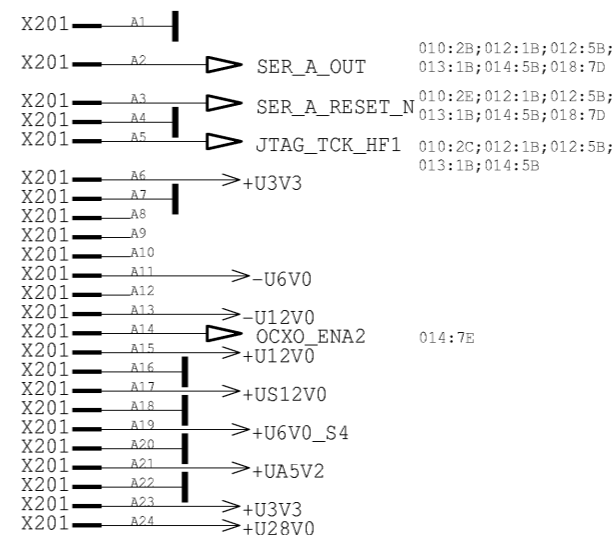 X201 A1
X201 A2 SER_A_OUT 010:2B;012:1B;012:5B;
013:1B;014:5B;018:7D
X201 A3 SER_A_RESET_N 010:2E;012:1B;012:5B;
X201 A4 013:1B;014:5B;018:7D
X201 A5 JTAG_TCK_HF1 010:2C;012:1B;012:5B;
013:1B;014:5B
X201 A6 +U3V3
X201 A7
X201 A8
X201 A9
X201 A10
X201 A11 -U6V0
X201 A12
X201 A13 -U12V0
X201 A14 OCXO_ENA2 014:7E
X201 A15 +U12V0
X201 A16
X201 A17 +US12V0
X201 A18
X201 A19 +U6V0_S4
X201 A20
X201 A21 +UA5V2
X201 A22
X201 A23 +U3V3
X201 A24 +U28V0